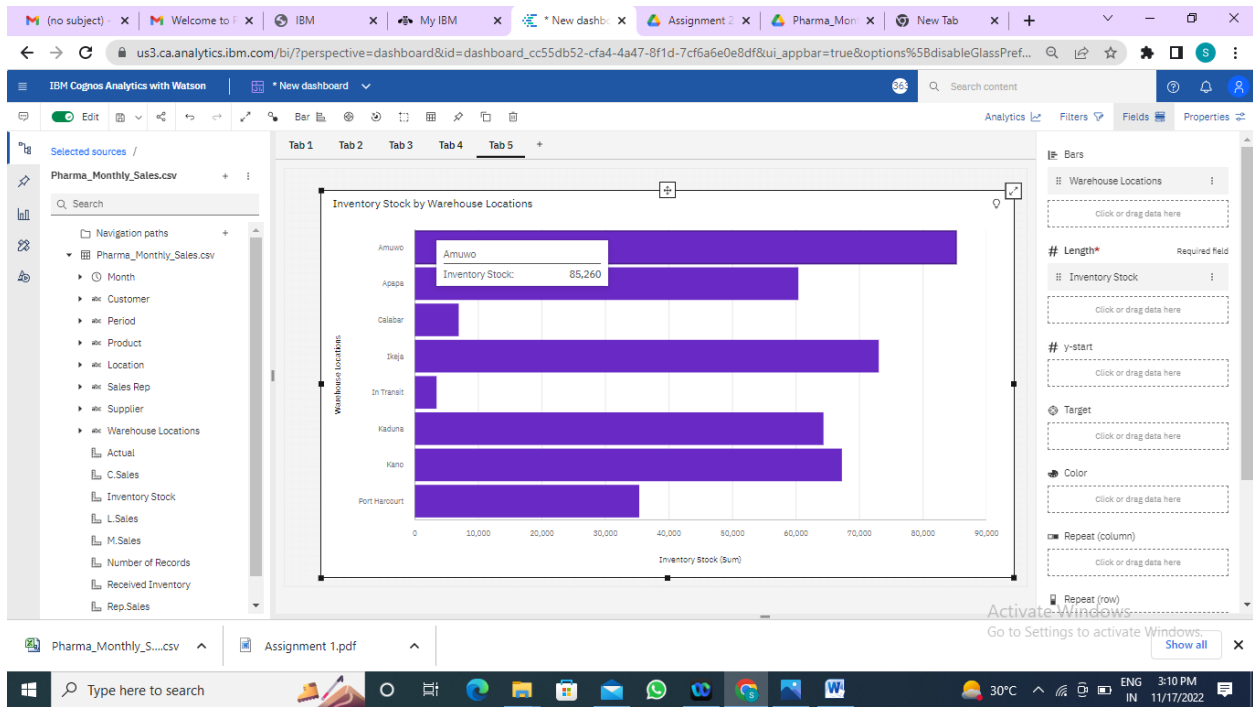 (no subject) - 
Welcome to F
IBM
My IBM
* New dashbo
Assignment 2
Pharma_Mont
New Tab
us3.ca.analytics.ibm.com/bi/?perspective=dashboard&id=dashboard_cc55db52-cfa4-4a47-8f1d-7cf6a6e0e8df&ui_appbar=true&options%5BdisableGlassPref...
S
IBM Cognos Analytics with Watson
* New dashboard
Search content
Edit
Bar
Analytics
Filters
Fields
Properties
Selected sources /
Tab 1 Tab 2 Tab 3 Tab 4 Tab 5 +
Pharma_Monthly_Sales.csv
Search
Navigation paths
Pharma_Monthly_Sales.csv
Month
abc Customer
abc Period
abc Product
abc Location
abc Sales Rep
abc Supplier
abc Warehouse Locations
Actual
C.Sales
Inventory Stock
L.Sales
M.Sales
Number of Records
Received Inventory
Rep.Sales
Inventory Stock by Warehouse Locations
Warehouse Locations
Amuwo
Apapa
Calabar
Ikeja
In Transit
Kaduna
Kano
Port Harcourt
Amuwo
Inventory Stock: 85,260
0 10,000 20,000 30,000 40,000 50,000 60,000 70,000 80,000 90,000
Inventory Stock (Sum)
Bars
Warehouse Locations
Click or drag data here
# Length* Required field
Inventory Stock
Click or drag data here
# y-start
Click or drag data here
Target
Click or drag data here
Color
Click or drag data here
Repeat (column)
Click or drag data here
Repeat (row)
Activate Windows
Go to Settings to activate Windows.
Pharma_Monthly_S....csv
Assignment 1.pdf
Show all
Type here to search
30°C
ENG
IN
3:10 PM
11/17/2022